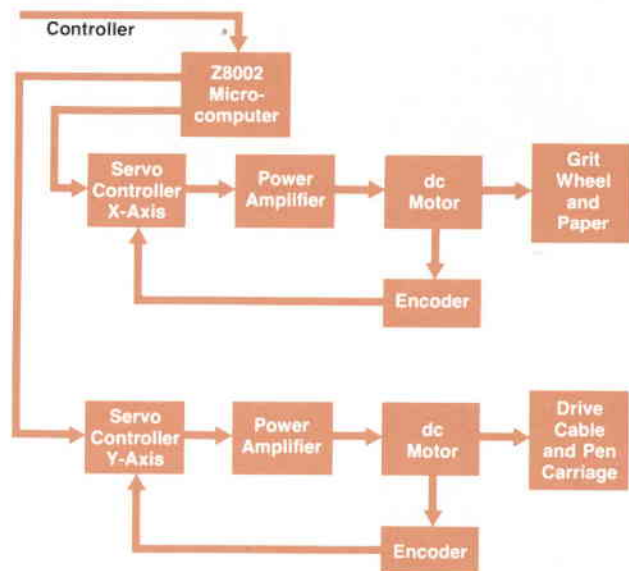 Controller
Z8002
Micro-
computer
Servo
Controller
X-Axis
Power
Amplifier
dc
Motor
Grit
Wheel
and
Paper
Encoder
Servo
Controller
Y-Axis
Power
Amplifier
dc
Motor
Drive
Cable
and Pen
Carriage
Encoder